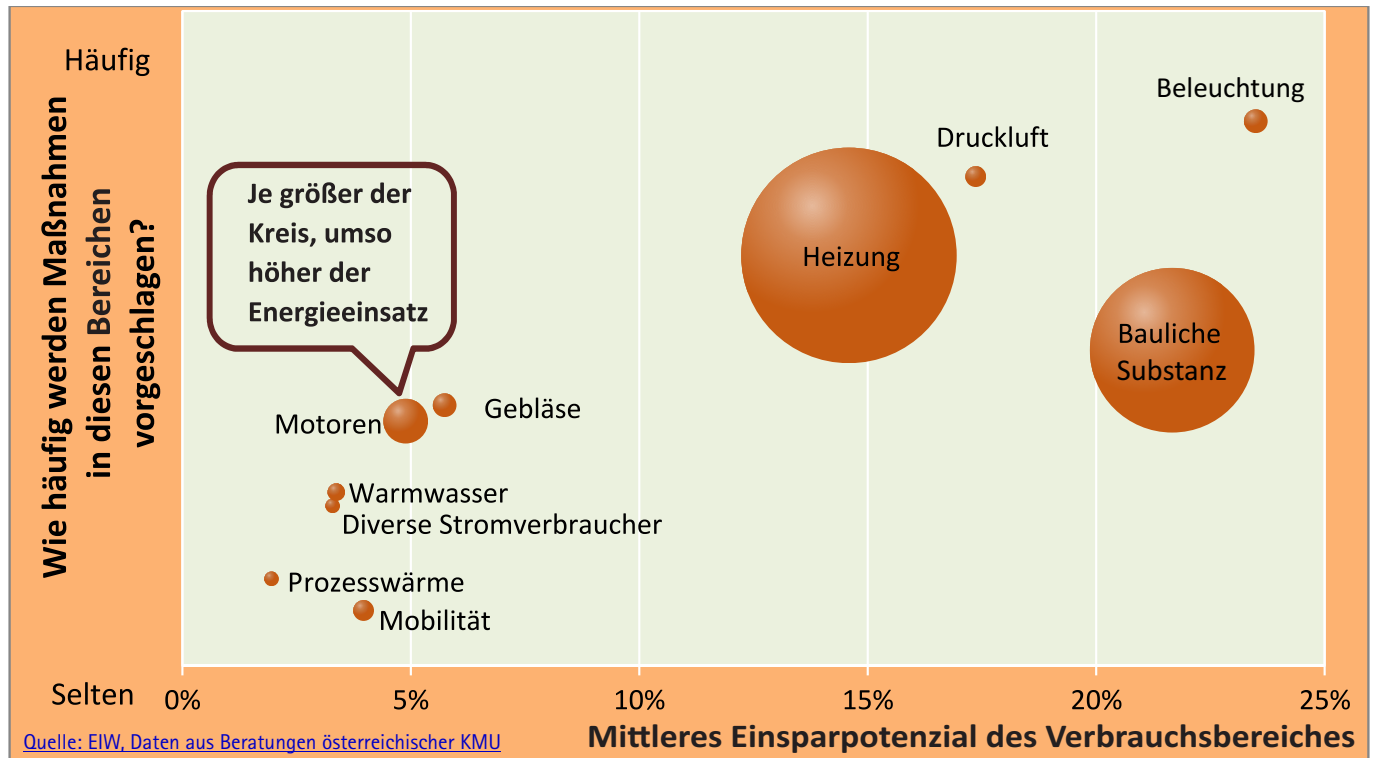 Häufig
Wie häufig werden Maßnahmen
in diesen Bereichen
vorgeschlagen?
Selten
Beleuchtung
Druckluft
Je größer der
Kreis, umso
höher der
Energieeinsatz
Heizung
Bauliche
Substanz
Motoren
Gebläse
Warmwasser
Diverse Stromverbraucher
Prozesswärme
Mobilität
0% 5% 10% 15% 20% 25%
Mittleres Einsparpotenzial des Verbrauchsbereiches
Quelle: EIW, Daten aus Beratungen österreichischer KMU